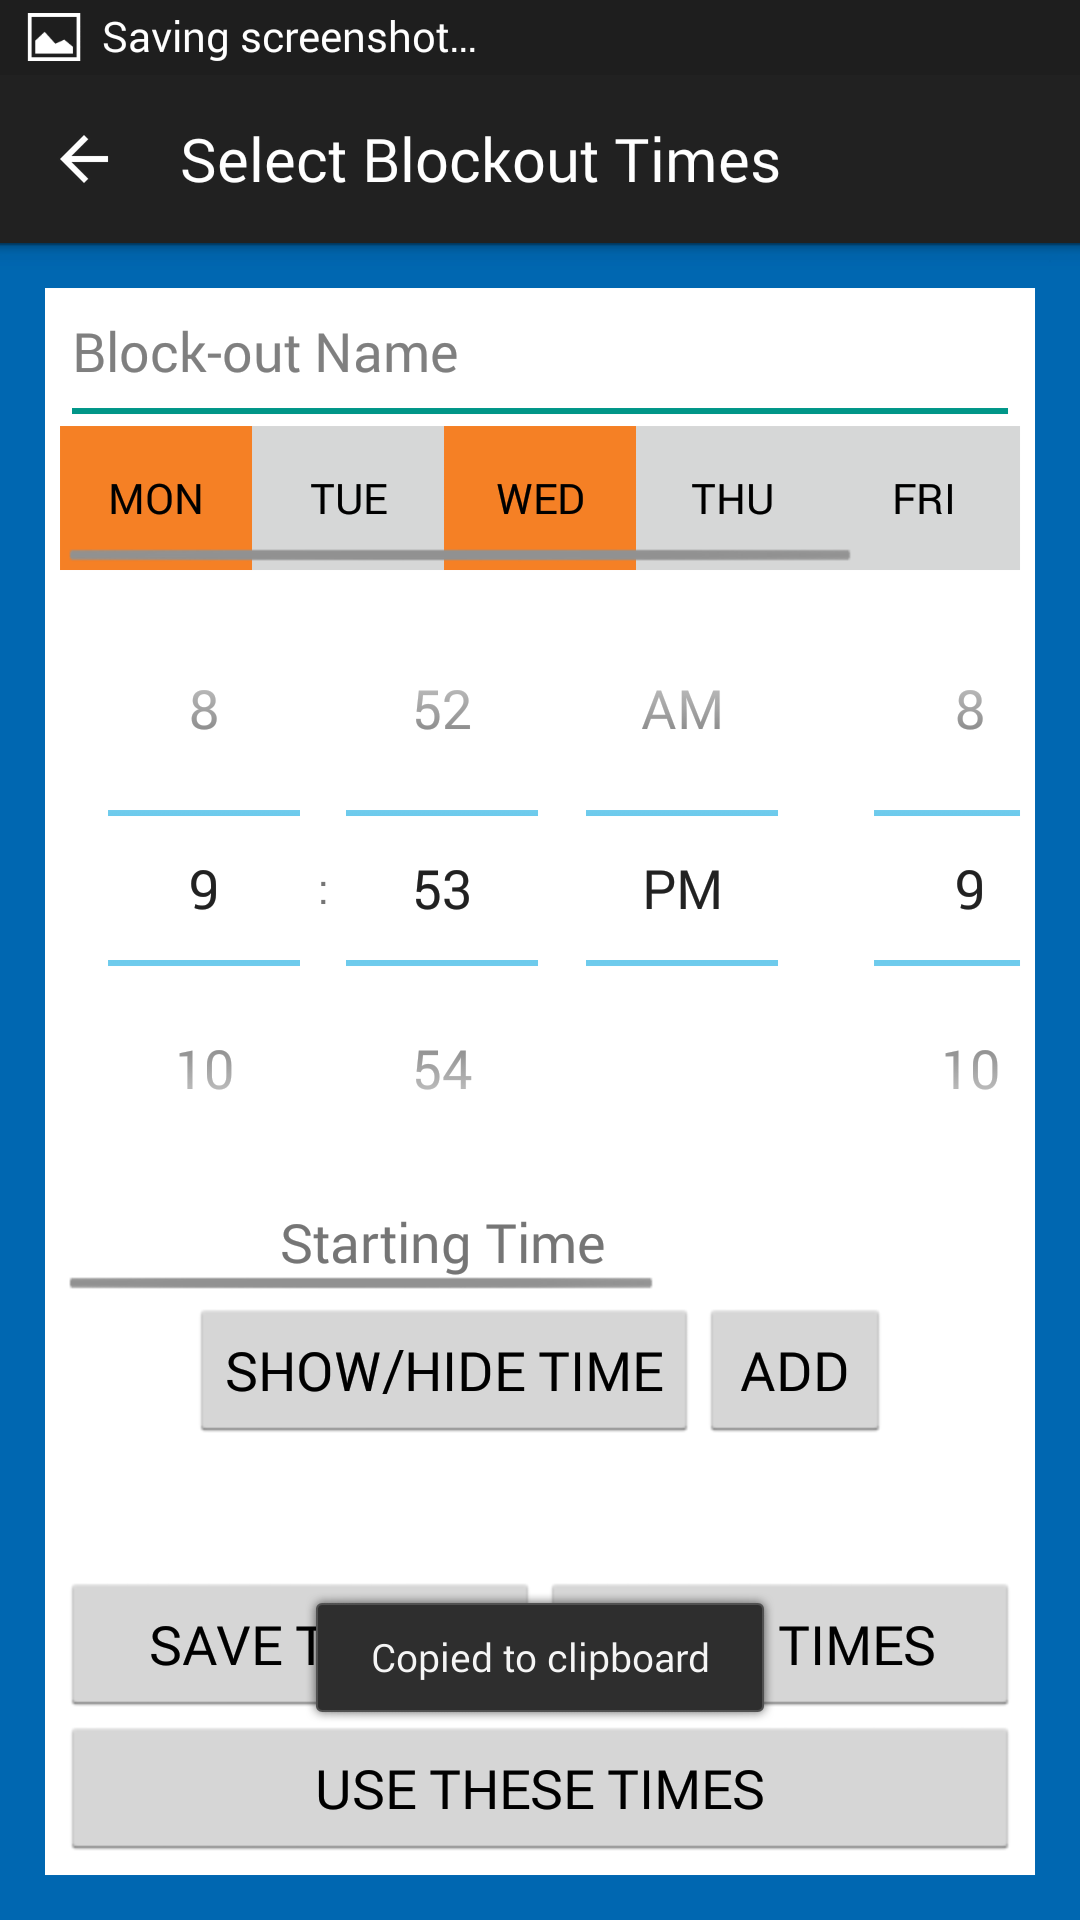 Saving screenshot...
Select Blockout Times
Block-out Name
MON TUE WED THU FRI
8 52 AM 8
9 : 53 PM 9
10 54 10
Starting Time
SHOW/HIDE TIME ADD
SAVE TIMES
Copied to clipboard
USE THESE TIMES